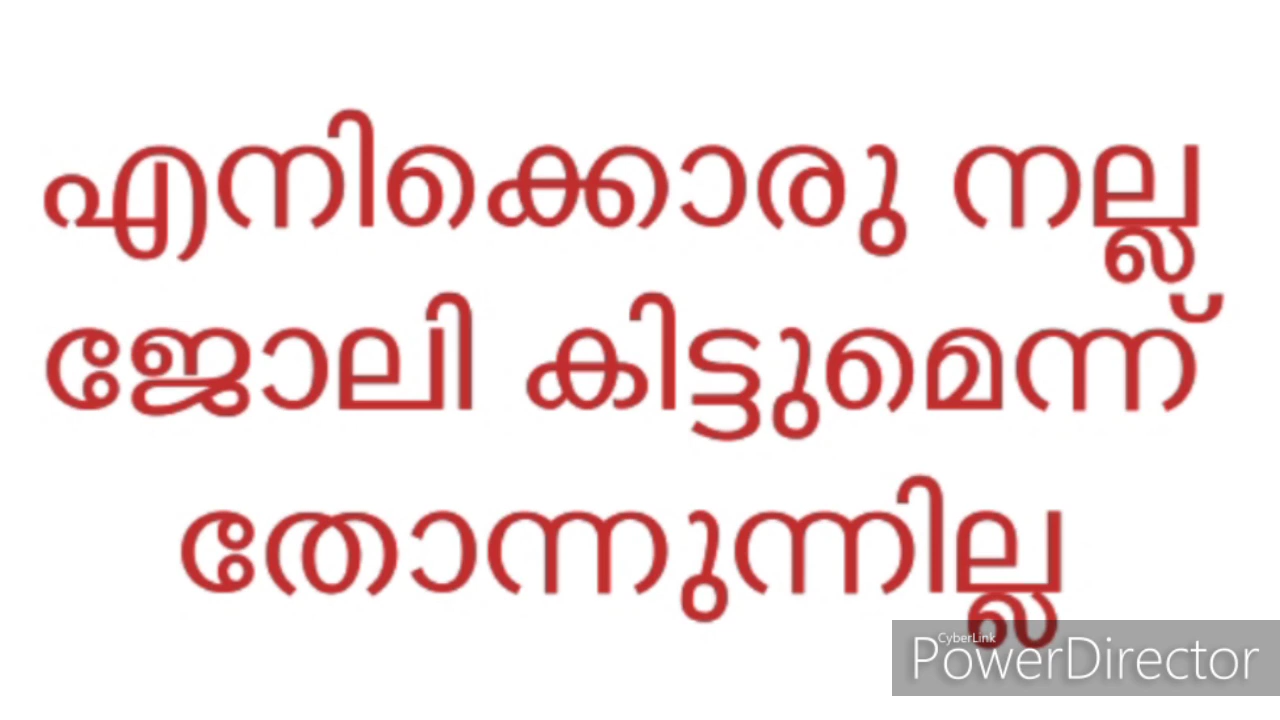 എനിക്കൊരു നല്ല
ജോലി കിട്ടുമെന്ന്
തോന്നുന്നില്ല
CyberLink
PowerDirector